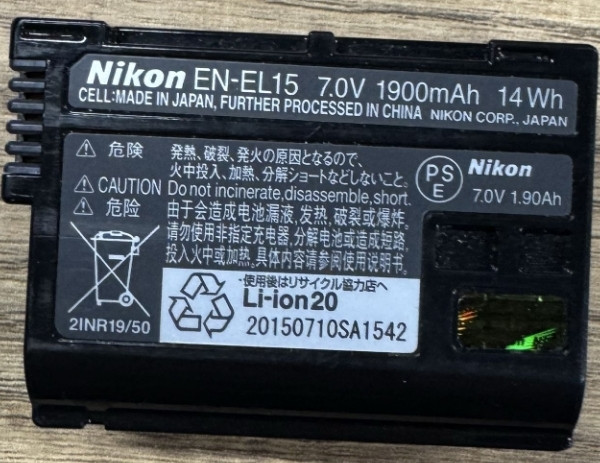 Nikon EN-EL15 7.0V 1900mAh 14Wh
CELL:MADE IN JAPAN, FURTHER PROCESSED IN CHINA NIKON CORP., JAPAN
危険
発熱、破裂、発火の原因となるので、
火中投入、加熱、分解ショートなどしないこと。
CAUTION
Do not incinerate,disassemble,short.
危险
由于会造成电池漏液,发热,破裂或爆炸.
请勿使用非指定充电器,分解电池或造成短路,
投入火中或加热.具体内容请参阅使用说明书.
PS
E
Nikon
7.0V 1.90Ah
2INR19/50
使用後はリサイクル協力店へ
Li-ion20
20150710SA1542